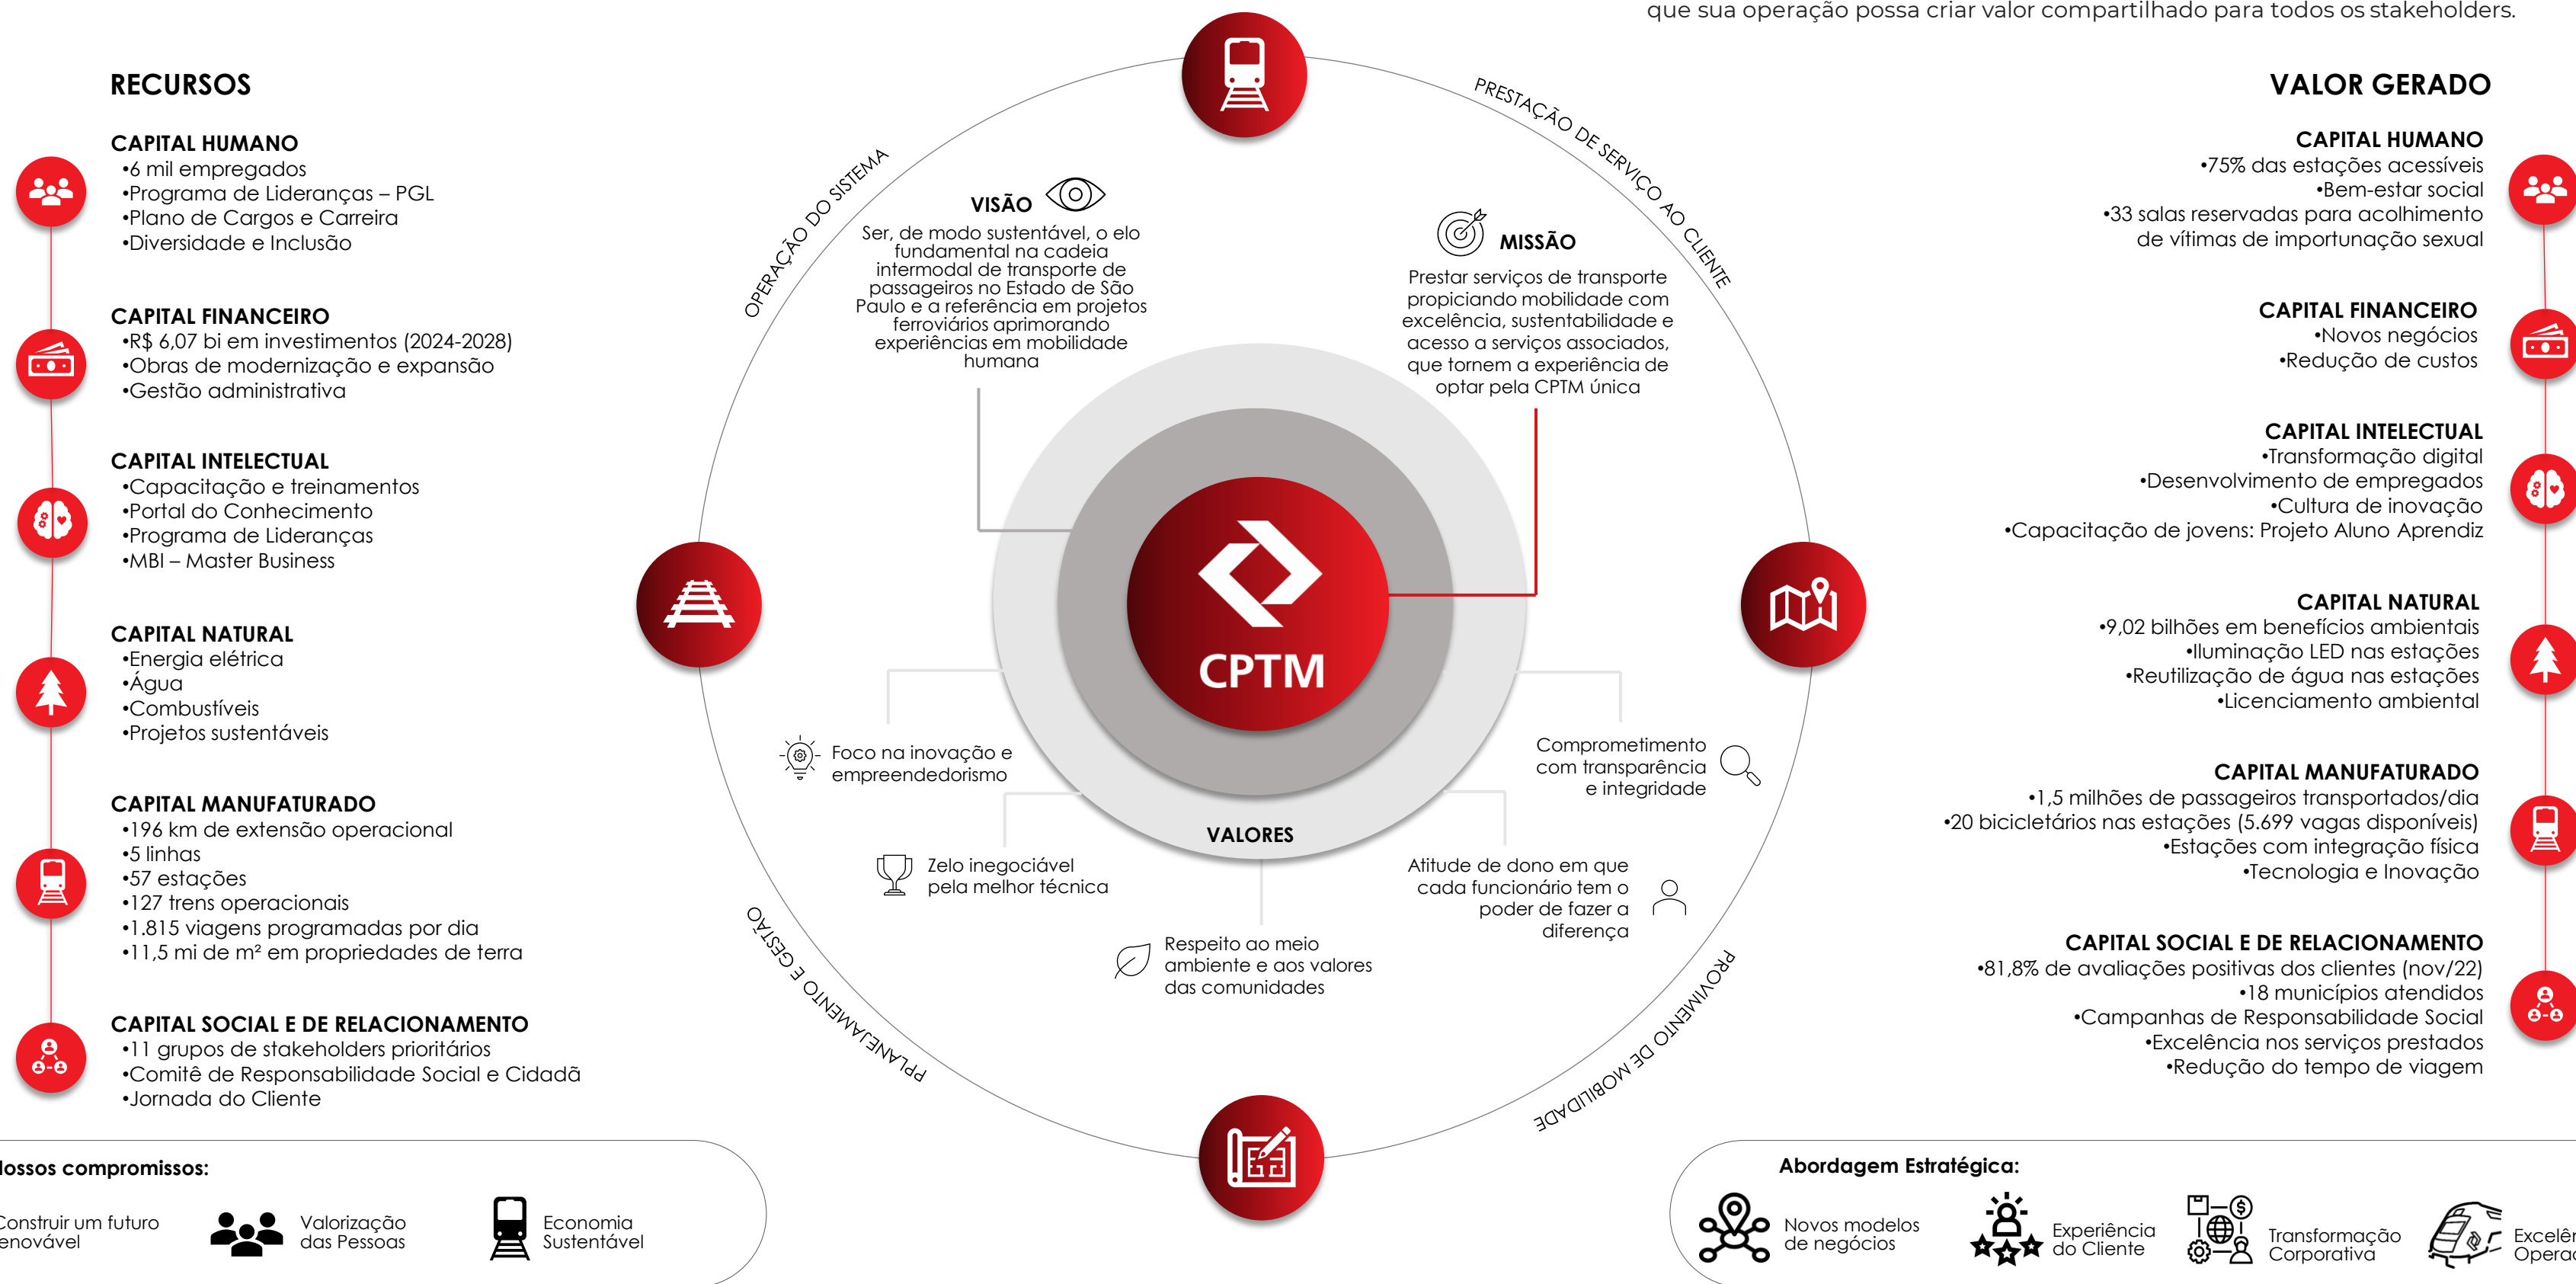 que sua operação possa criar valor compartilhado para todos os stakeholders.
RECURSOS
CAPITAL HUMANO
•6 mil empregados
•Programa de Lideranças – PGL
•Plano de Cargos e Carreira
•Diversidade e Inclusão
CAPITAL FINANCEIRO
•R$ 6,07 bi em investimentos (2024-2028)
•Obras de modernização e expansão
•Gestão administrativa
CAPITAL INTELECTUAL
•Capacitação e treinamentos
•Portal do Conhecimento
•Programa de Lideranças
•MBI – Master Business
CAPITAL NATURAL
•Energia elétrica
•Água
•Combustíveis
•Projetos sustentáveis
CAPITAL MANUFATURADO
•196 km de extensão operacional
•5 linhas
•57 estações
•127 trens operacionais
•1.815 viagens programadas por dia
•11,5 mi de m² em propriedades de terra
CAPITAL SOCIAL E DE RELACIONAMENTO
•11 grupos de stakeholders prioritários
•Comitê de Responsabilidade Social e Cidadã
•Jornada do Cliente
OPERAÇÃO DO SISTEMA
PRESTAÇÃO DE SERVIÇO AO CLIENTE
VISÃO
Ser, de modo sustentável, o elo
fundamental na cadeia
intermodal de transporte de
passageiros no Estado de São
Paulo e a referência em projetos
ferroviários aprimorando
experiências em mobilidade
humana
MISSÃO
Prestar serviços de transporte
propiciando mobilidade com
excelência, sustentabilidade e
acesso a serviços associados,
que tornem a experiência de
optar pela CPTM única
CPTM
VALORES
Foco na inovação e
empreendedorismo
Zelo inegociável
pela melhor técnica
Respeito ao meio
ambiente e aos valores
das comunidades
Atitude de dono em que
cada funcionário tem o
poder de fazer a
diferença
Comprometimento
com transparência
e integridade
PPLANEJAMENTO E GESTÃO
PROVIMENTO DE MOBILIDADE
VALOR GERADO
CAPITAL HUMANO
•75% das estações acessíveis
•Bem-estar social
•33 salas reservadas para acolhimento
de vítimas de importunação sexual
CAPITAL FINANCEIRO
•Novos negócios
•Redução de custos
CAPITAL INTELECTUAL
•Transformação digital
•Desenvolvimento de empregados
•Cultura de inovação
•Capacitação de jovens: Projeto Aluno Aprendiz
CAPITAL NATURAL
•9,02 bilhões em benefícios ambientais
•Iluminação LED nas estações
•Reutilização de água nas estações
•Licenciamento ambiental
CAPITAL MANUFATURADO
•1,5 milhões de passageiros transportados/dia
•20 bicicletários nas estações (5.699 vagas disponíveis)
•Estações com integração física
•Tecnologia e Inovação
CAPITAL SOCIAL E DE RELACIONAMENTO
•81,8% de avaliações positivas dos clientes (nov/22)
•18 municípios atendidos
•Campanhas de Responsabilidade Social
•Excelência nos serviços prestados
•Redução do tempo de viagem
compromissos:
Construir um futuro
Valorização
das Pessoas
Economia
Sustentável
Abordagem Estratégica:
Novos modelos
de negócios
Experiência
do Cliente
Transformação
Corporativa